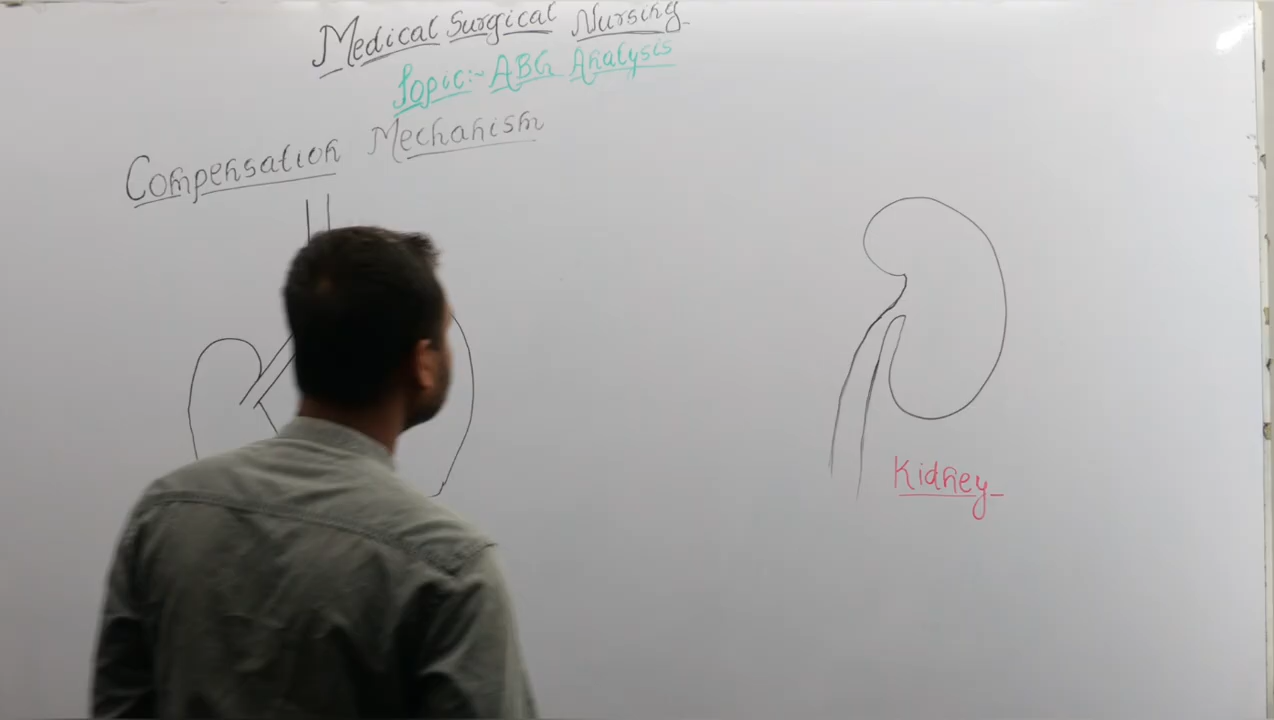 Medical Surgical Nursing
Topic:- ABG Analysis
Compensation Mechanism
Kidney